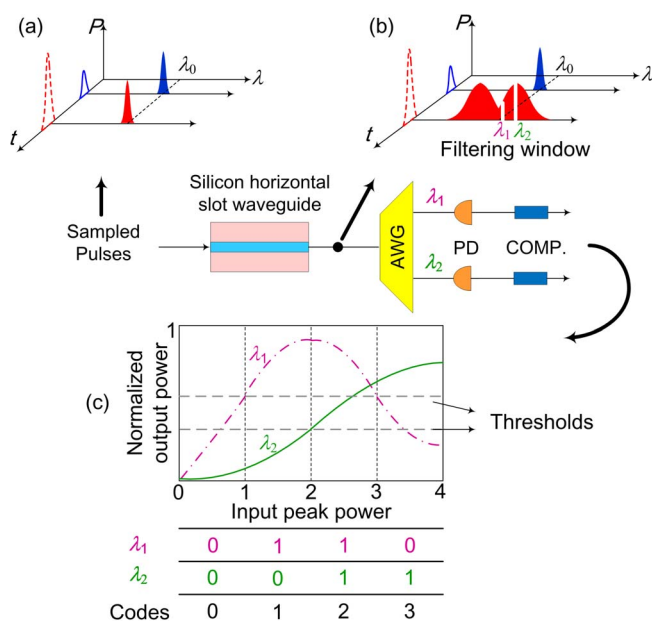 (a)
P
λ0
λ
t
(b)
P
λ0
λ
t
λ1 λ2
Filtering window
Silicon horizontal
slot waveguide
Sampled
Pulses
AWG
λ1
λ2
PD
COMP.
(c)
Normalized
output power
1
λ1
λ2
Thresholds
0 1 2 3 4
Input peak power
λ1 0 1 1 0
λ2 0 0 1 1
Codes 0 1 2 3